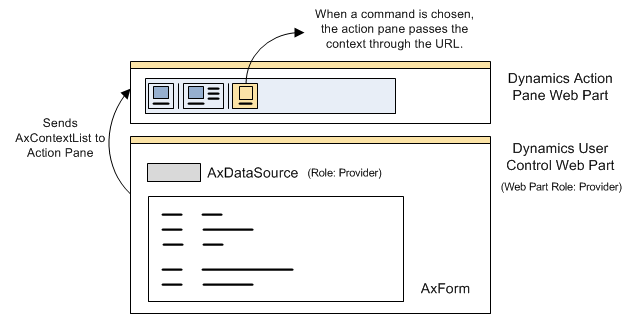 When a command is chosen,
the action pane passes the
context through the URL.
Dynamics Action
Pane Web Part
Sends
AxContextList to
Action Pane
Dynamics User
Control Web Part
(Web Part Role: Provider)
AxDataSource (Role: Provider)
AxForm